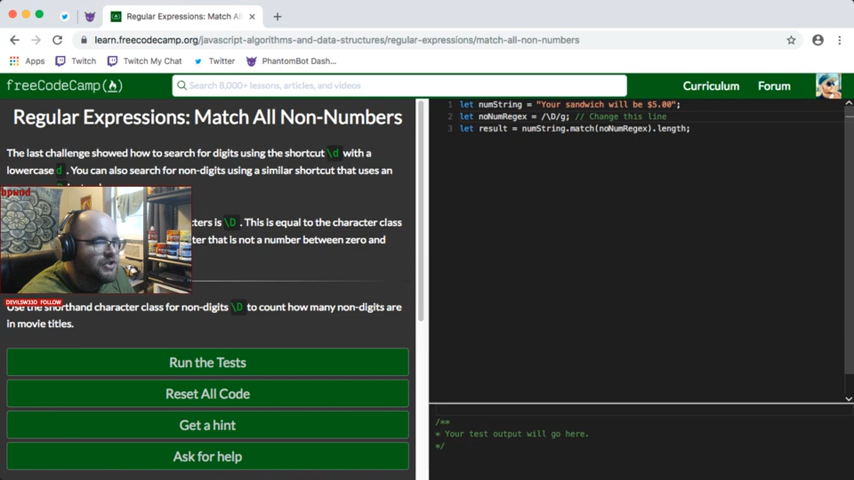 Regular Expressions: Match All
learn.freecodecamp.org/javascript-algorithms-and-data-structures/regular-expressions/match-all-non-numbers
Apps Twitch Twitch My Chat Twitter PhantomBot Dash...
freeCodeCamp
Search 8,000+ lessons, articles, and videos
Curriculum Forum
Regular Expressions: Match All Non-Numbers
The last challenge showed how to search for digits using the shortcut \d with a
lowercase d. You can also search for non-digits using a similar shortcut that uses an
ters is \D. This is equal to the character class
ter that is not a number between zero and
DEVILSW33O FOLLOW
Use the shorthand character class for non-digits \D to count how many non-digits are
in movie titles.
Run the Tests
Reset All Code
Get a hint
Ask for help
1 let numString = "Your sandwich will be $5.00";
2 let noNumRegex = /\D/g; // Change this line
3 let result = numString.match(noNumRegex).length;
/**
* Your test output will go here.
*/